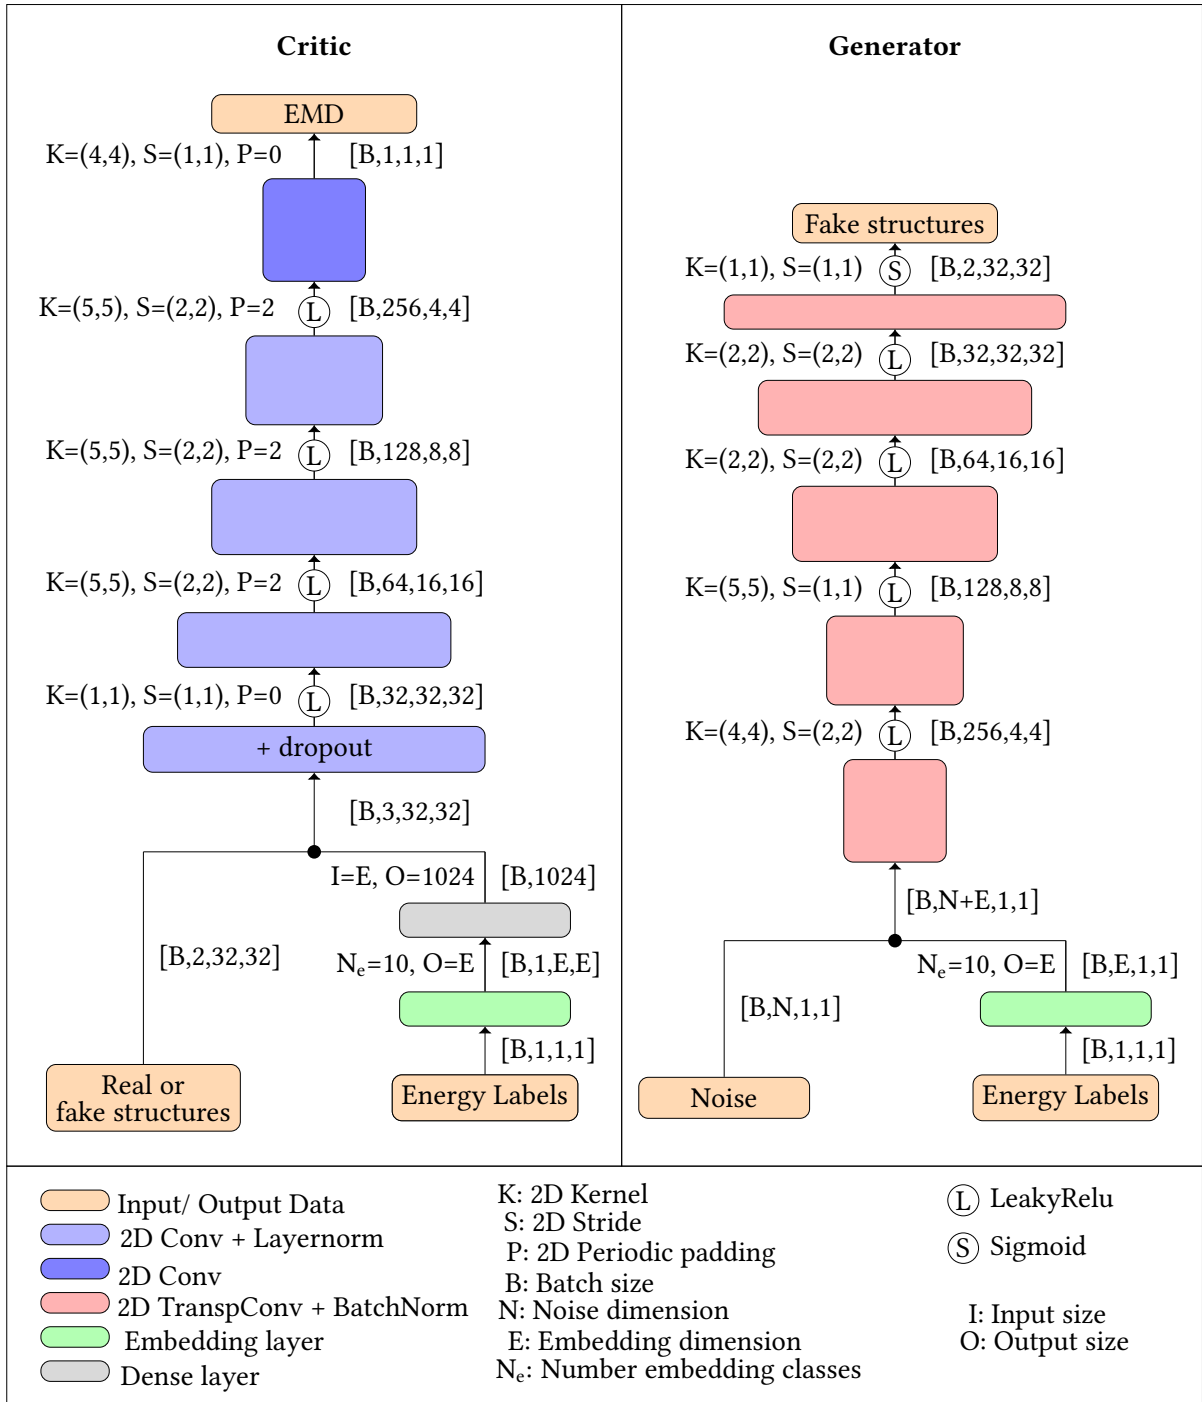 Critic
EMD
K=(4,4), S=(1,1), P=0 [B,1,1,1]
K=(5,5), S=(2,2), P=2 L [B,256,4,4]
K=(5,5), S=(2,2), P=2 L [B,128,8,8]
K=(5,5), S=(2,2), P=2 L [B,64,16,16]
K=(1,1), S=(1,1), P=0 L [B,32,32,32]
+ dropout
[B,3,32,32]
I=E, O=1024 [B,1024]
[B,2,32,32]
Nₑ=10, O=E [B,1,E,E]
[B,1,1,1]
Real or
fake structures
Energy Labels
Generator
Fake structures
K=(1,1), S=(1,1) S [B,2,32,32]
K=(2,2), S=(2,2) L [B,32,32,32]
K=(2,2), S=(2,2) L [B,64,16,16]
K=(5,5), S=(1,1) L [B,128,8,8]
K=(4,4), S=(2,2) L [B,256,4,4]
[B,N+E,1,1]
Nₑ=10, O=E [B,E,1,1]
[B,N,1,1]
[B,1,1,1]
Noise
Energy Labels
Input/ Output Data
2D Conv + Layernorm
2D Conv
2D TranspConv + BatchNorm
Embedding layer
Dense layer
K: 2D Kernel
S: 2D Stride
P: 2D Periodic padding
B: Batch size
N: Noise dimension
E: Embedding dimension
Nₑ: Number embedding classes
L LeakyRelu
S Sigmoid
I: Input size
O: Output size